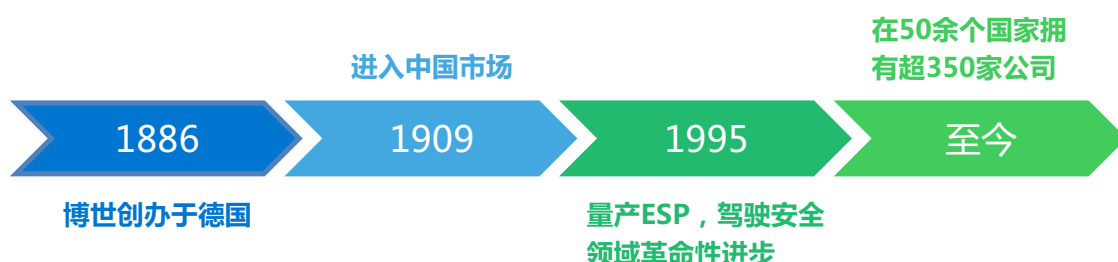 在50余个国家拥
有超350家公司
进入中国市场
1886
1909
1995
至今
博世创办于德国
量产ESP，驾驶安全
领域革命性进步